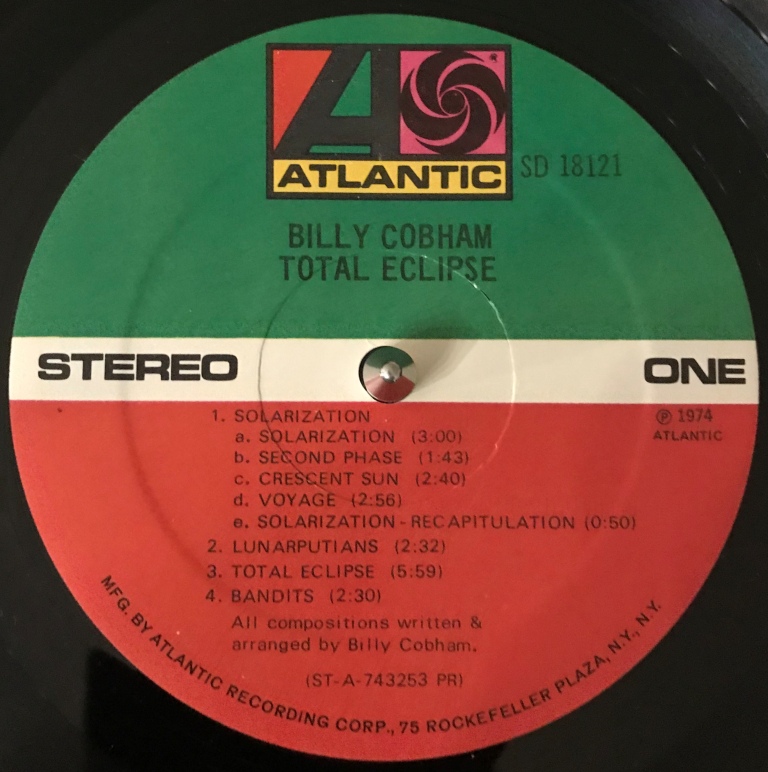 ATLANTIC
®
SD 18121
BILLY COBHAM
TOTAL ECLIPSE
STEREO
ONE
1. SOLARIZATION
a. SOLARIZATION (3:00)
b. SECOND PHASE (1:43)
c. CRESCENT SUN (2:40)
d. VOYAGE (2:56)
e. SOLARIZATION - RECAPITULATION (0:50)
℗ 1974
ATLANTIC
2. LUNARPUTIANS (2:32)
3. TOTAL ECLIPSE (5:59)
4. BANDITS (2:30)
All compositions written &
arranged by Billy Cobham.
(ST-A-743253 PR)
MFG. BY ATLANTIC RECORDING CORP., 75 ROCKEFELLER PLAZA, N.Y., N.Y.